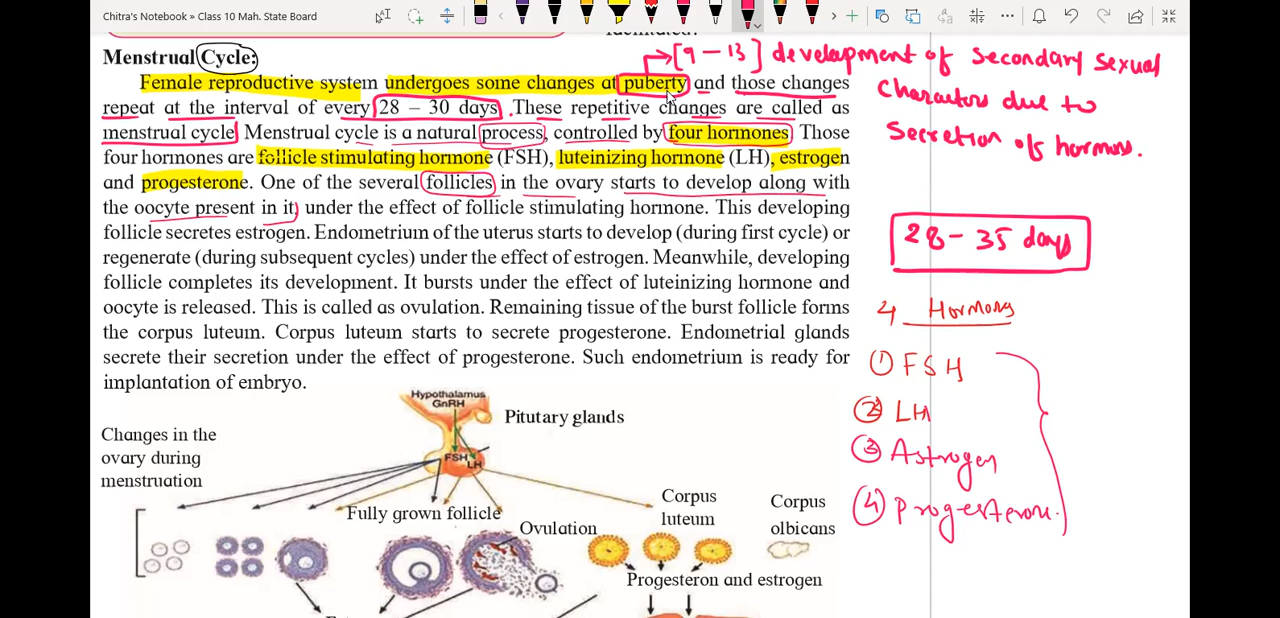 Chitra's Notebook » Class 10 Mah. State Board
facilitated.
Menstrual Cycle:
→[9 – 13] development of secondary sexual
characters due to
secretion of hormons.
Female reproductive system undergoes some changes at puberty and those changes
repeat at the interval of every 28 – 30 days .These repetitive changes are called as
menstrual cycle. Menstrual cycle is a natural process, controlled by four hormones. Those
four hormones are follicle stimulating hormone (FSH), luteinizing hormone (LH), estrogen
and progesterone. One of the several follicles in the ovary starts to develop along with
the oocyte present in it, under the effect of follicle stimulating hormone. This developing
follicle secretes estrogen. Endometrium of the uterus starts to develop (during first cycle) or
regenerate (during subsequent cycles) under the effect of estrogen. Meanwhile, developing
follicle completes its development. It bursts under the effect of luteinizing hormone and
oocyte is released. This is called as ovulation. Remaining tissue of the burst follicle forms
the corpus luteum. Corpus luteum starts to secrete progesterone. Endometrial glands
secrete their secretion under the effect of progesterone. Such endometrium is ready for
implantation of embryo.
28 – 35 days
4 Hormons
① FSH
② LH
③ Astrogen
④ Progesteron.
Hypothalamus
GnRH
Pitutary glands
FSH
LH
Changes in the
ovary during
menstruation
Fully grown follicle
Ovulation
Corpus
luteum
Corpus
olbicans
Progesteron and estrogen